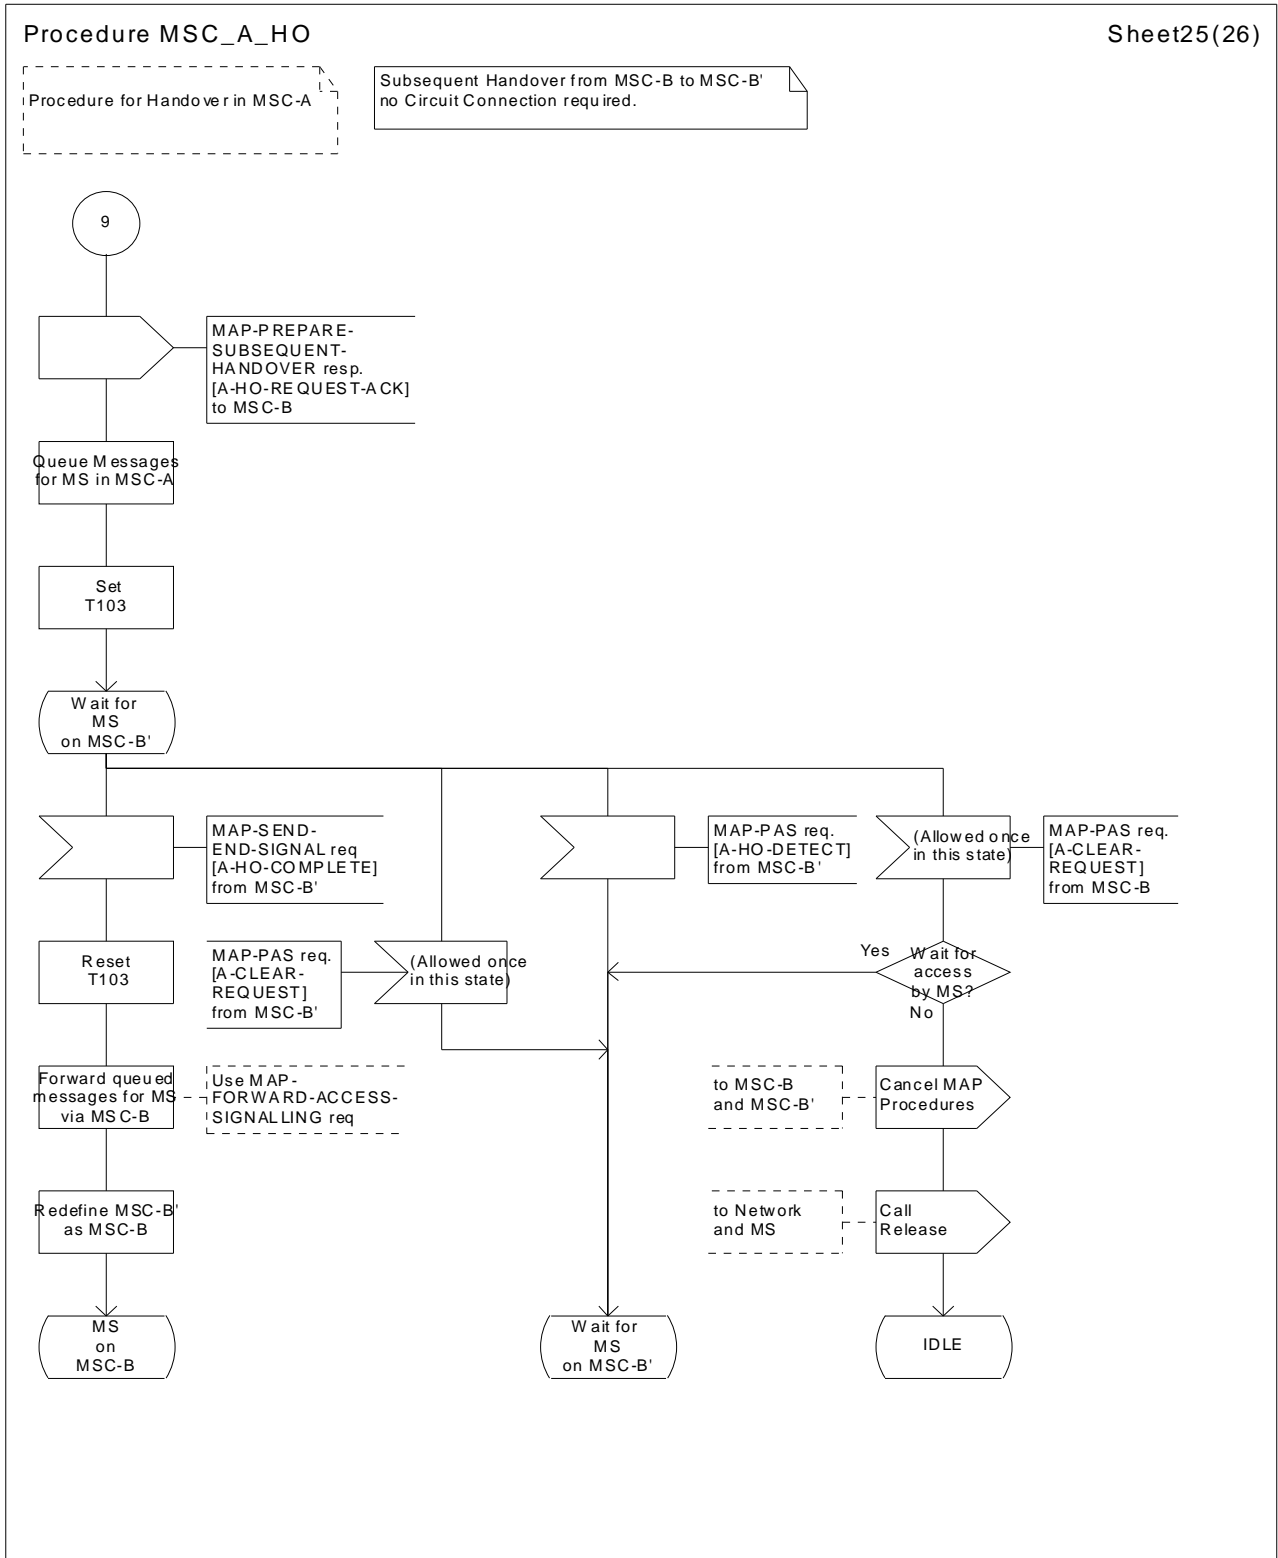 Procedure MSC_A_HO
Sheet25(26)
Procedure for Handover in MSC-A
Subsequent Handover from MSC-B to MSC-B'
no Circuit Connection required.
9
MAP-PREPARE-
SUBSEQUENT-
HANDOVER resp.
[A-HO-REQUEST-ACK]
to MSC-B
Queue Messages
for MS in MSC-A
Set
T103
Wait for
MS
on MSC-B'
MAP-SEND-
END-SIGNAL req
[A-HO-COMPLETE]
from MSC-B'
MAP-PAS req.
[A-HO-DETECT]
from MSC-B'
(Allowed once
in this state)
MAP-PAS req.
[A-CLEAR-
REQUEST]
from MSC-B
Reset
T103
MAP-PAS req.
[A-CLEAR-
REQUEST]
from MSC-B'
(Allowed once
in this state)
Yes
Wait for
access
by MS?
No
Forward queued
messages for MS
via MSC-B
Use MAP-
FORWARD-ACCESS-
SIGNALLING req
to MSC-B
and MSC-B'
Cancel MAP
Procedures
Redefine MSC-B'
as MSC-B
to Network
and MS
Call
Release
MS
on
MSC-B
Wait for
MS
on MSC-B'
IDLE